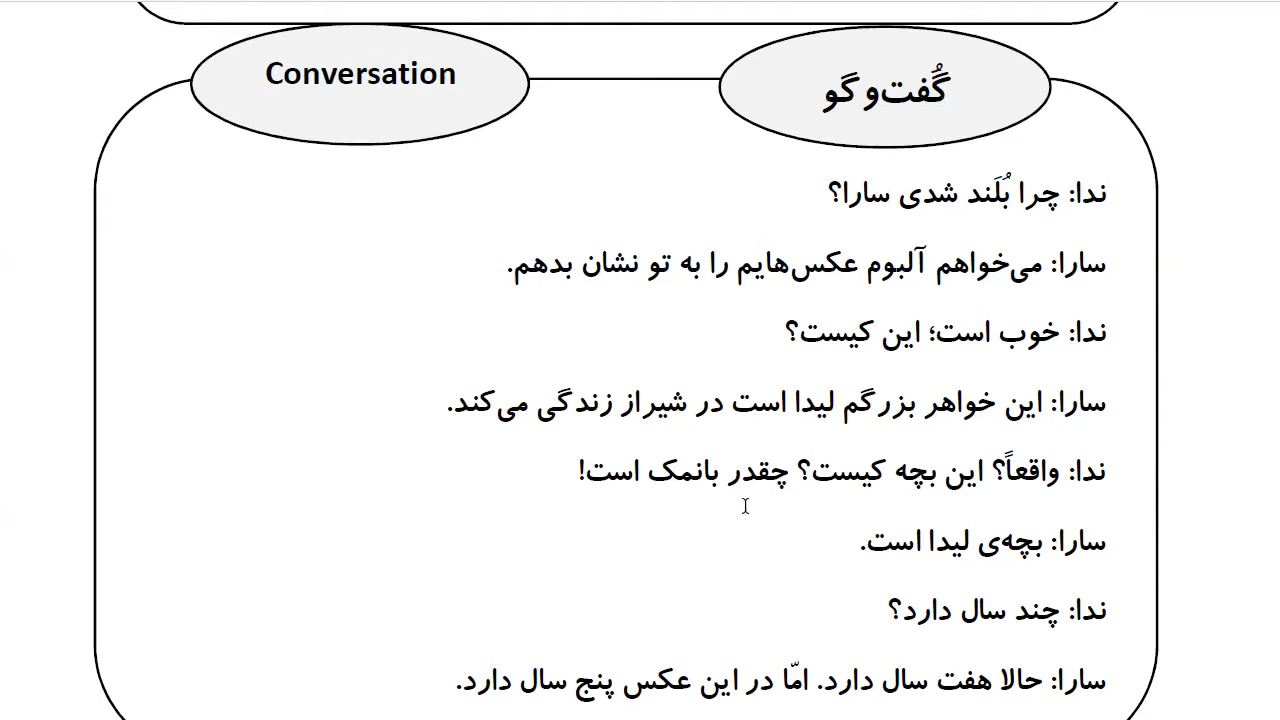 Conversation
گُفت‌و گو
ندا: چرا بُلَند شدی سارا؟
سارا: می‌خواهم آلبوم عکس‌هایم را به تو نشان بدهم.
ندا: خوب است؛ این کیست؟
سارا: این خواهر بزرگم لیدا است در شیراز زندگی می‌کند.
ندا: واقعاً؟ این بچه کیست؟ چقدر بانمک است!
سارا: بچه‌ی لیدا است.
ندا: چند سال دارد؟
سارا: حالا هفت سال دارد. امّا در این عکس پنج سال دارد.